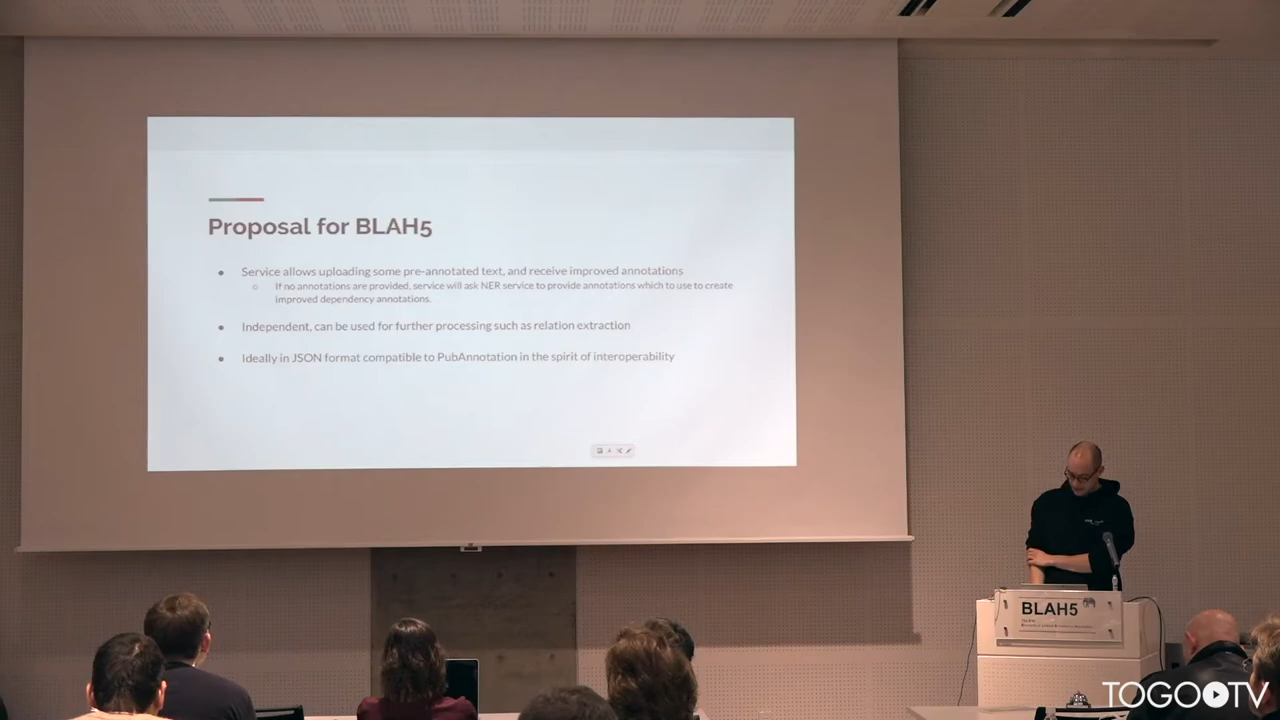 Proposal for BLAH5
Service allows uploading some pre-annotated text, and receive improved annotations
If no annotations are provided, service will ask NER service to provide annotations which to use to create
improved dependency annotations.
Independent, can be used for further processing such as relation extraction
Ideally in JSON format compatible to PubAnnotation in the spirit of interoperability
BLAH5
TOGOTV